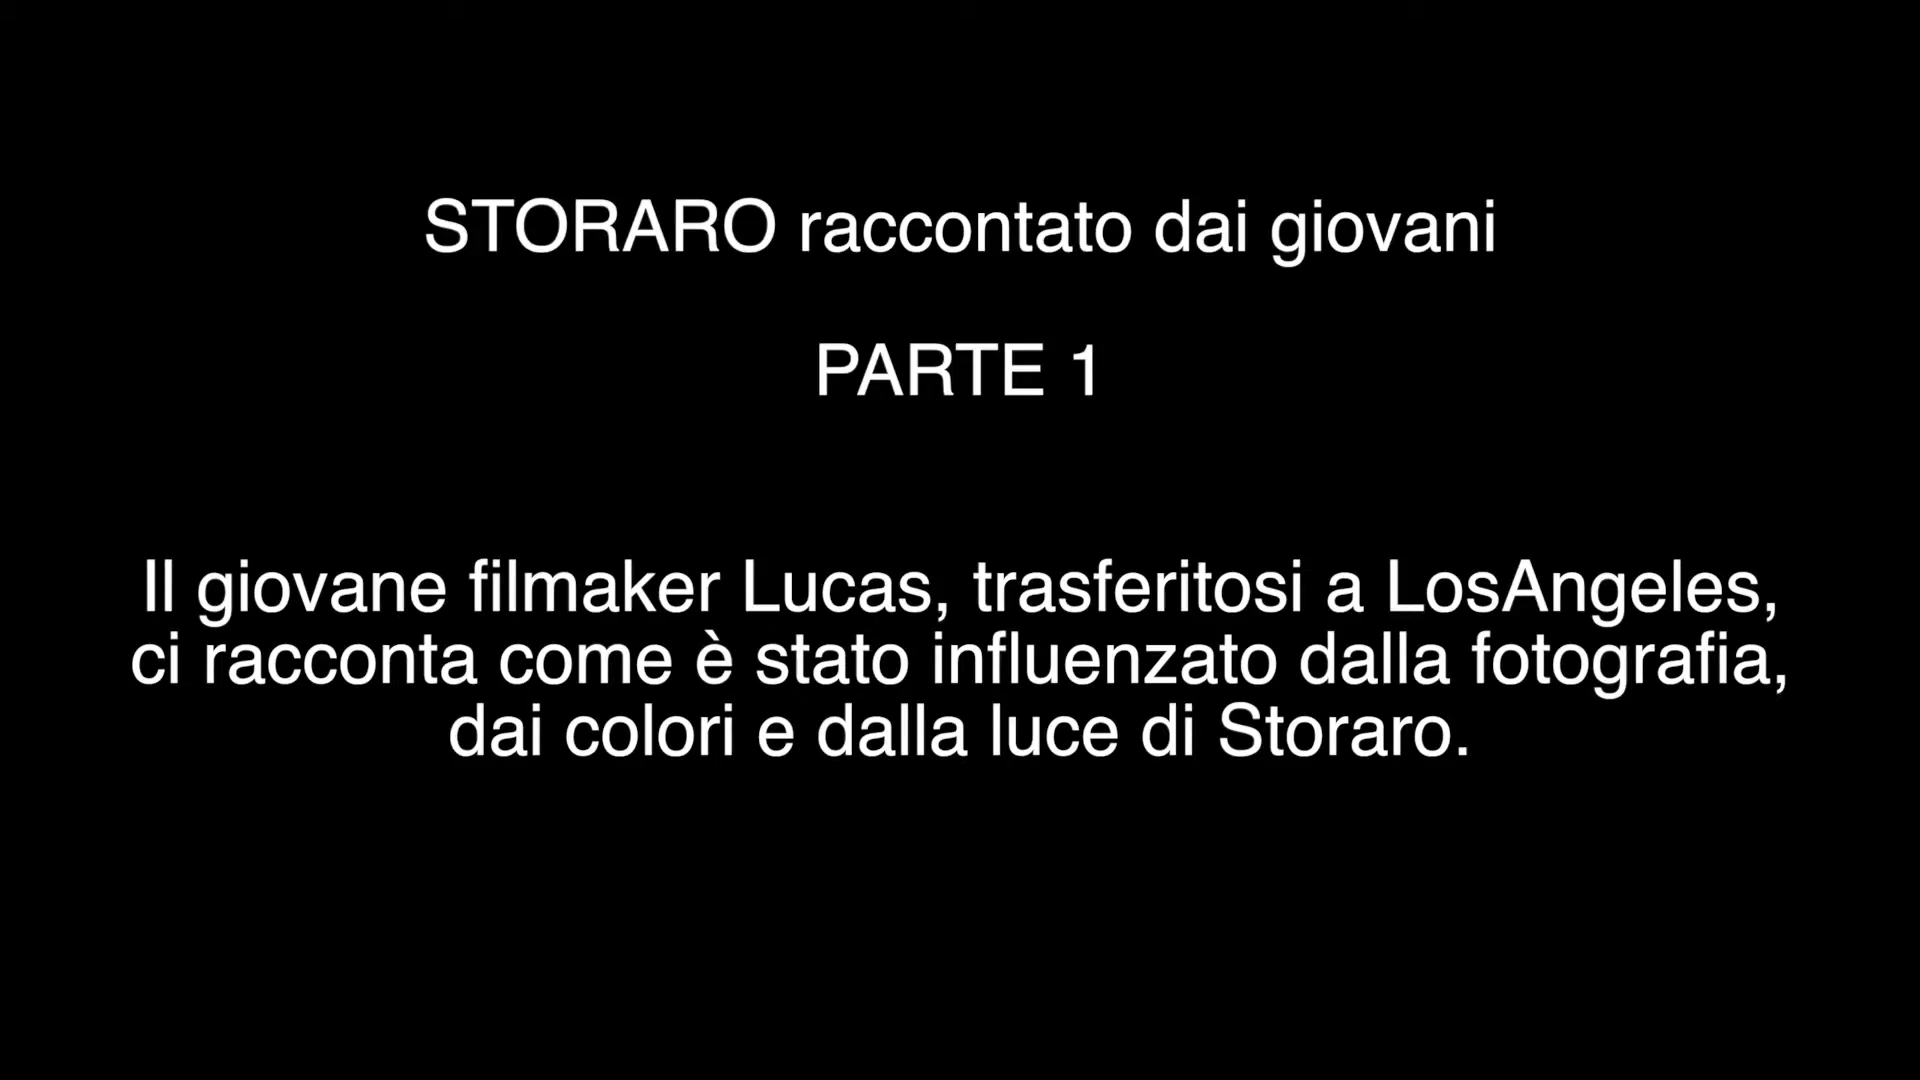 STORARO raccontato dai giovani
PARTE 1
Il giovane filmaker Lucas, trasferitosi a LosAngeles,
ci racconta come è stato influenzato dalla fotografia,
dai colori e dalla luce di Storaro.